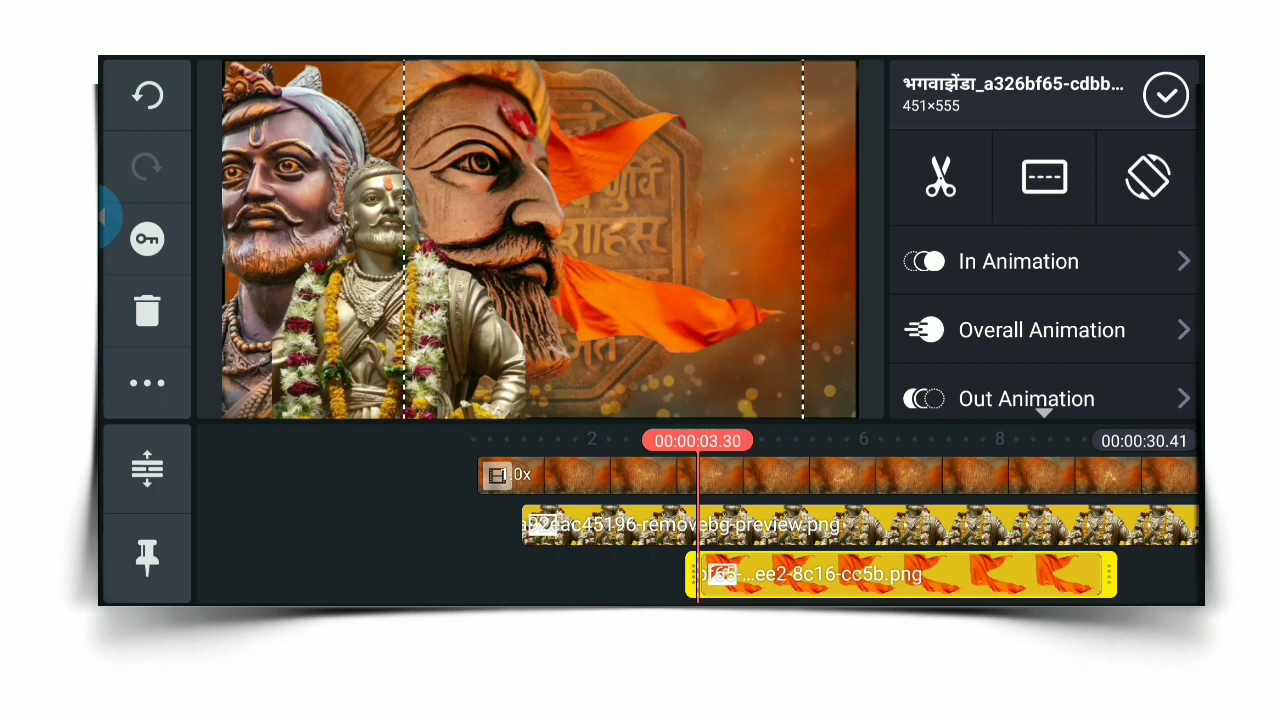 भगवाझेंडा_a326bf65-cdbb...
451×555
In Animation
Overall Animation
Out Animation
2
00:00:03.30
6
8
00:00:30.41
1.0x
a92eac45196-removebg-preview.png
bf65-...ee2-8c16-cc5b.png